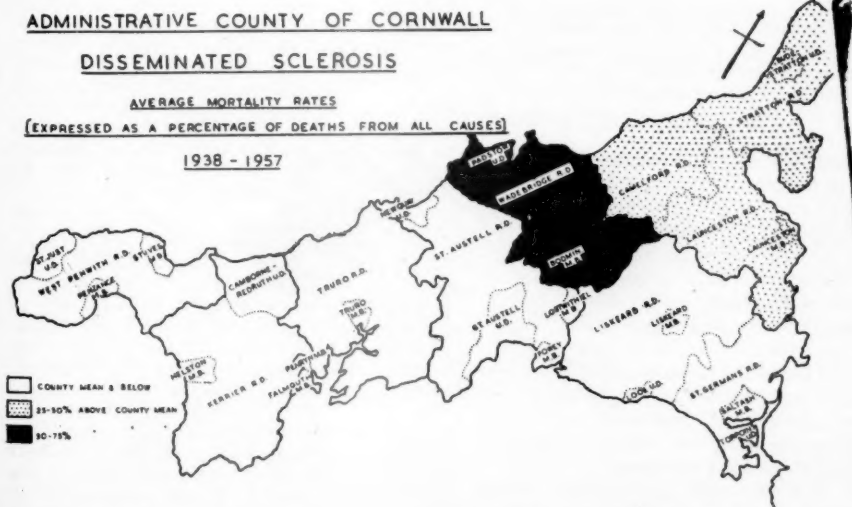 ADMINISTRATIVE COUNTY OF CORNWALL
DISSEMINATED SCLEROSIS
AVERAGE MORTALITY RATES
(EXPRESSED AS A PERCENTAGE OF DEATHS FROM ALL CAUSES)
1938 - 1957
STRATTON U.D.
STRATTON R.D.
PADSTOW U.D.
WADEBRIDGE R.D.
CAMELFORD R.D.
LAUNCESTON R.D.
LAUNCESTON M.B.
NEWQUAY U.D.
ST. AUSTELL R.D.
BODMIN M.B.
ST. JUST U.D.
WEST PENWITH R.D.
ST. IVES M.B.
PENZANCE M.B.
CAMBORNE-
REDRUTH U.D.
TRURO R.D.
TRURO M.B.
ST. AUSTELL U.D.
LOSTWITHIEL M.B.
LISKEARD R.D.
LISKEARD M.B.
FOWEY M.B.
HELSTON M.B.
KERRIER R.D.
PENRYN M.B.
FALMOUTH M.B.
LOOE U.D.
ST. GERMANS R.D.
SALTASH M.B.
TORPOINT U.D.
COUNTY MEAN & BELOW
25-50% ABOVE COUNTY MEAN
50-75% " " "